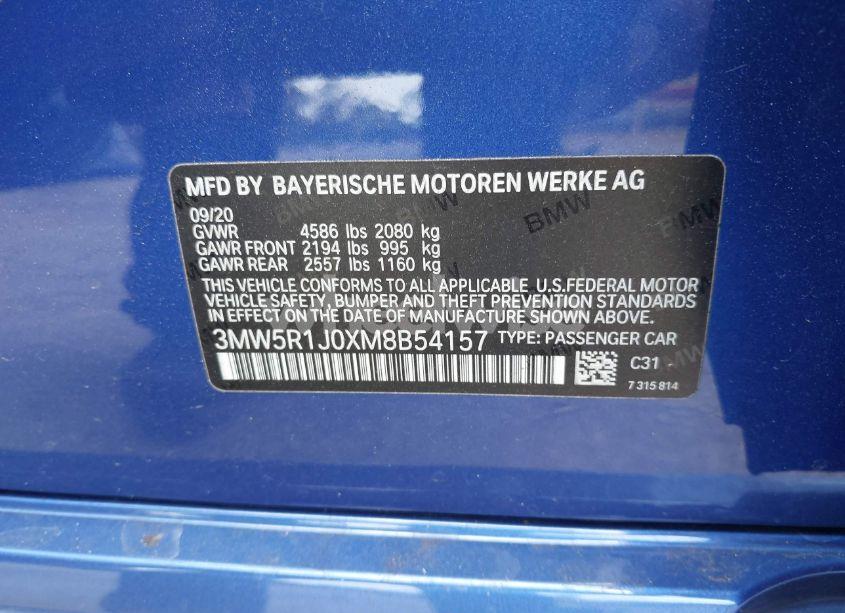 MFD BY BAYERISCHE MOTOREN WERKE AG
09/20
GVWR 4586 lbs 2080 kg
GAWR FRONT 2194 lbs 995 kg
GAWR REAR 2557 lbs 1160 kg
THIS VEHICLE CONFORMS TO ALL APPLICABLE U.S.FEDERAL MOTOR
VEHICLE SAFETY, BUMPER AND THEFT PREVENTION STANDARDS
IN EFFECT ON THE DATE OF MANUFACTURE SHOWN ABOVE.
3MW5R1J0XM8B54157 TYPE: PASSENGER CAR
C31
7 315 814